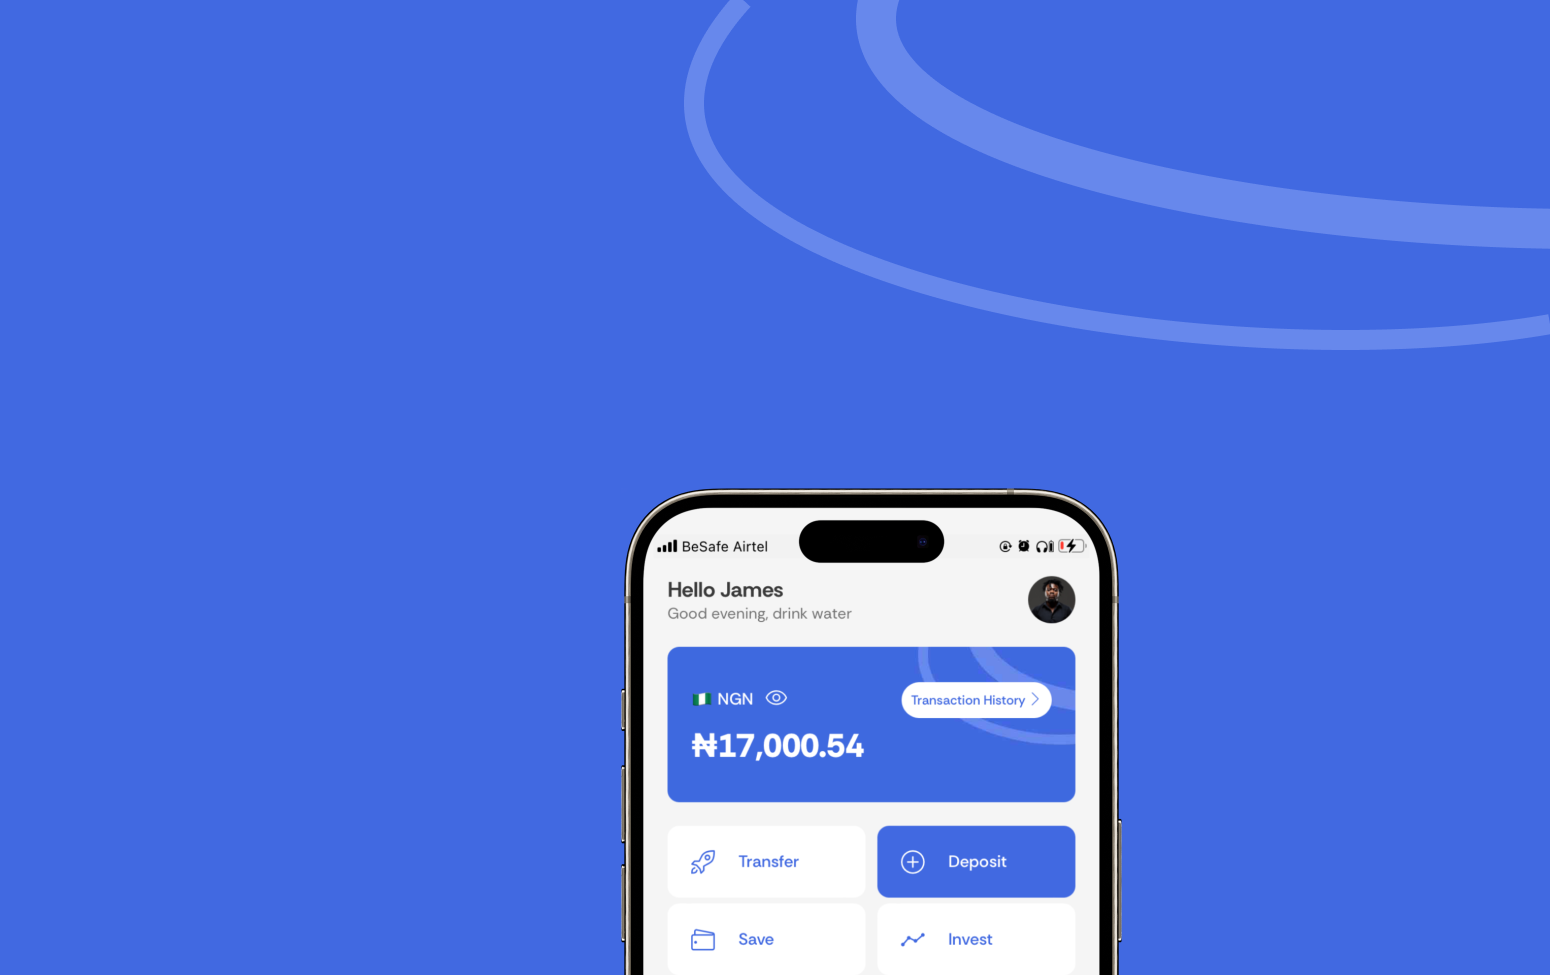 BeSafe Airtel
Hello James
Good evening, drink water
NGN
Transaction History
₦17,000.54
Transfer
Deposit
Save
Invest